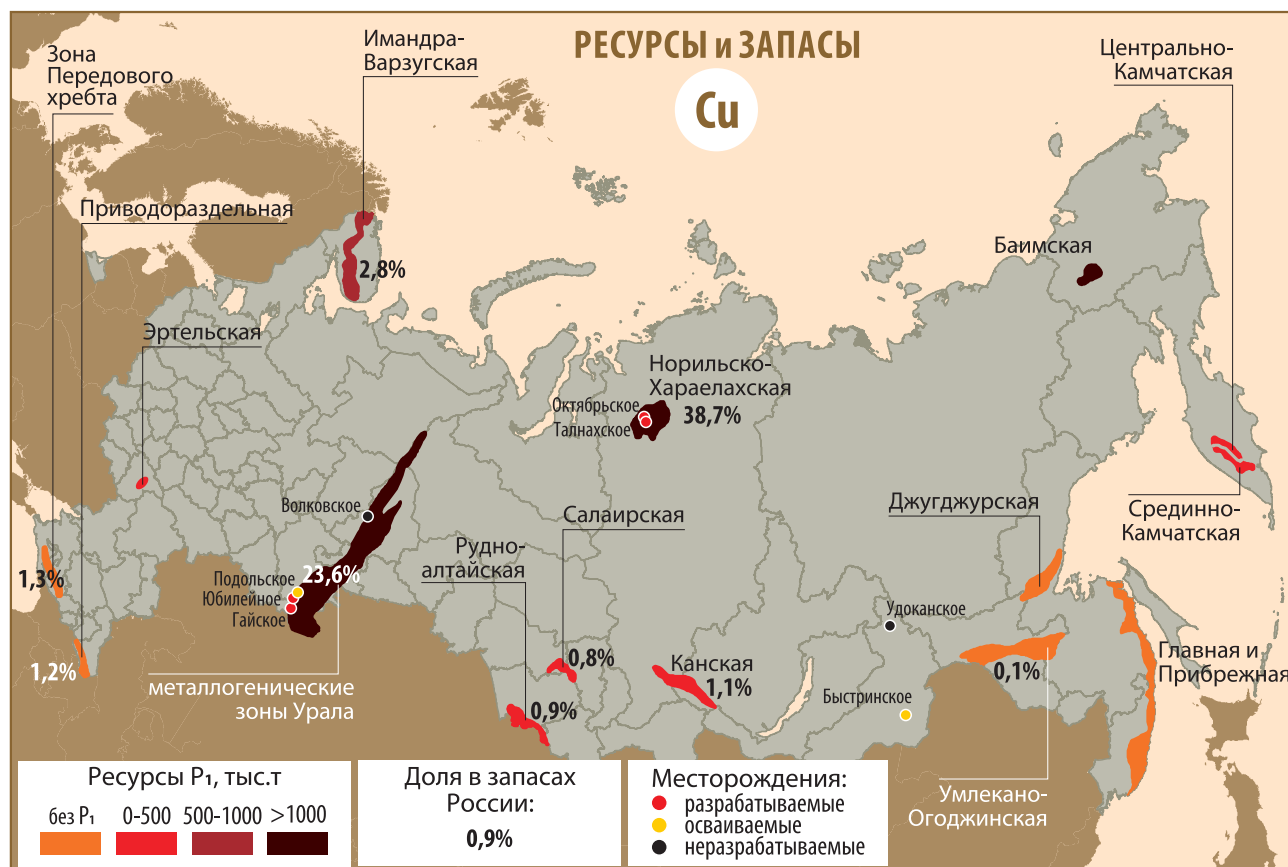 РЕСУРСЫ и ЗАПАСЫ
Cu
Зона
Передового
хребта
Имандра-
Варзугская
Центрально-
Камчатская
Приводораздельная
2,8%
Баимская
Эртельская
Норильско-
Хараелахская
38,7%
Октябрьское
Талнахское
Волковское
Салаирская
Джугджурская
Срединно-
Камчатская
Рудно-
алтайская
1,3%
23,6%
Подольское
Юбилейное
Гайское
Удоканское
1,2%
0,8%
Канская
1,1%
0,1%
Главная и
Прибрежная
металлогенические
зоны Урала
0,9%
Быстринское
Умлекано-
Огоджинская
Ресурсы P₁, тыс.т
без P₁ 0-500 500-1000 >1000
Доля в запасах
России:
0,9%
Месторождения:
разрабатываемые
осваиваемые
неразрабатываемые